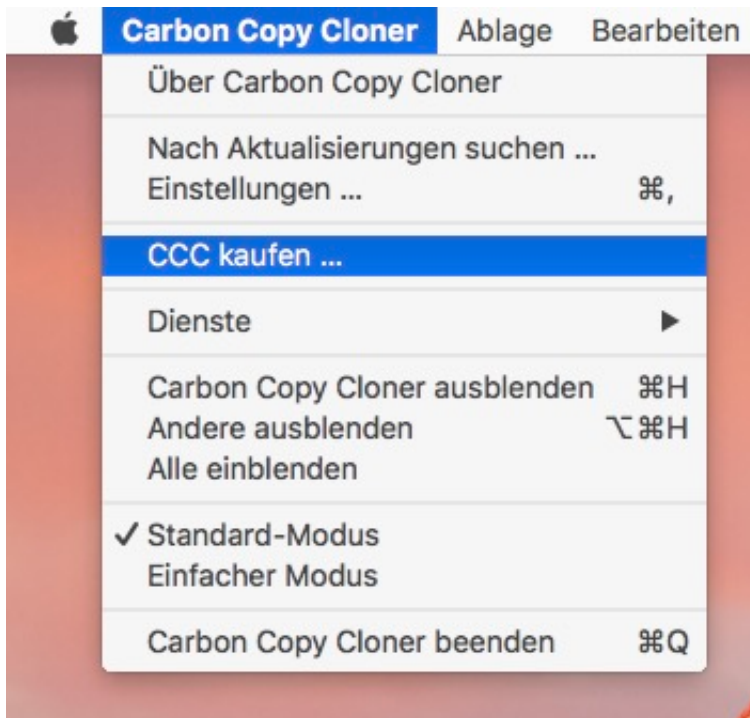 Carbon Copy Cloner Ablage Bearbeiten
Über Carbon Copy Cloner
Nach Aktualisierungen suchen ...
Einstellungen ... ⌘,
CCC kaufen ...
Dienste ▶
Carbon Copy Cloner ausblenden ⌘H
Andere ausblenden ⌥⌘H
Alle einblenden
✓ Standard-Modus
Einfacher Modus
Carbon Copy Cloner beenden ⌘Q